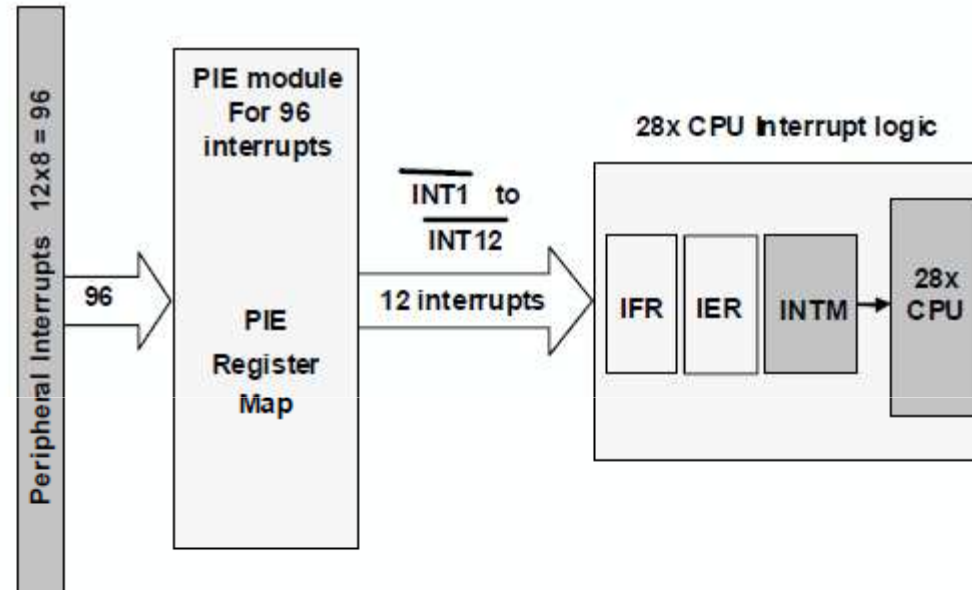 Peripheral Interrupts 12x8 = 96
96
PIE module
For 96
interrupts
PIE
Register
Map
INT1 to
INT12
12 interrupts
28x CPU Interrupt logic
IFR
IER
INTM
28x
CPU